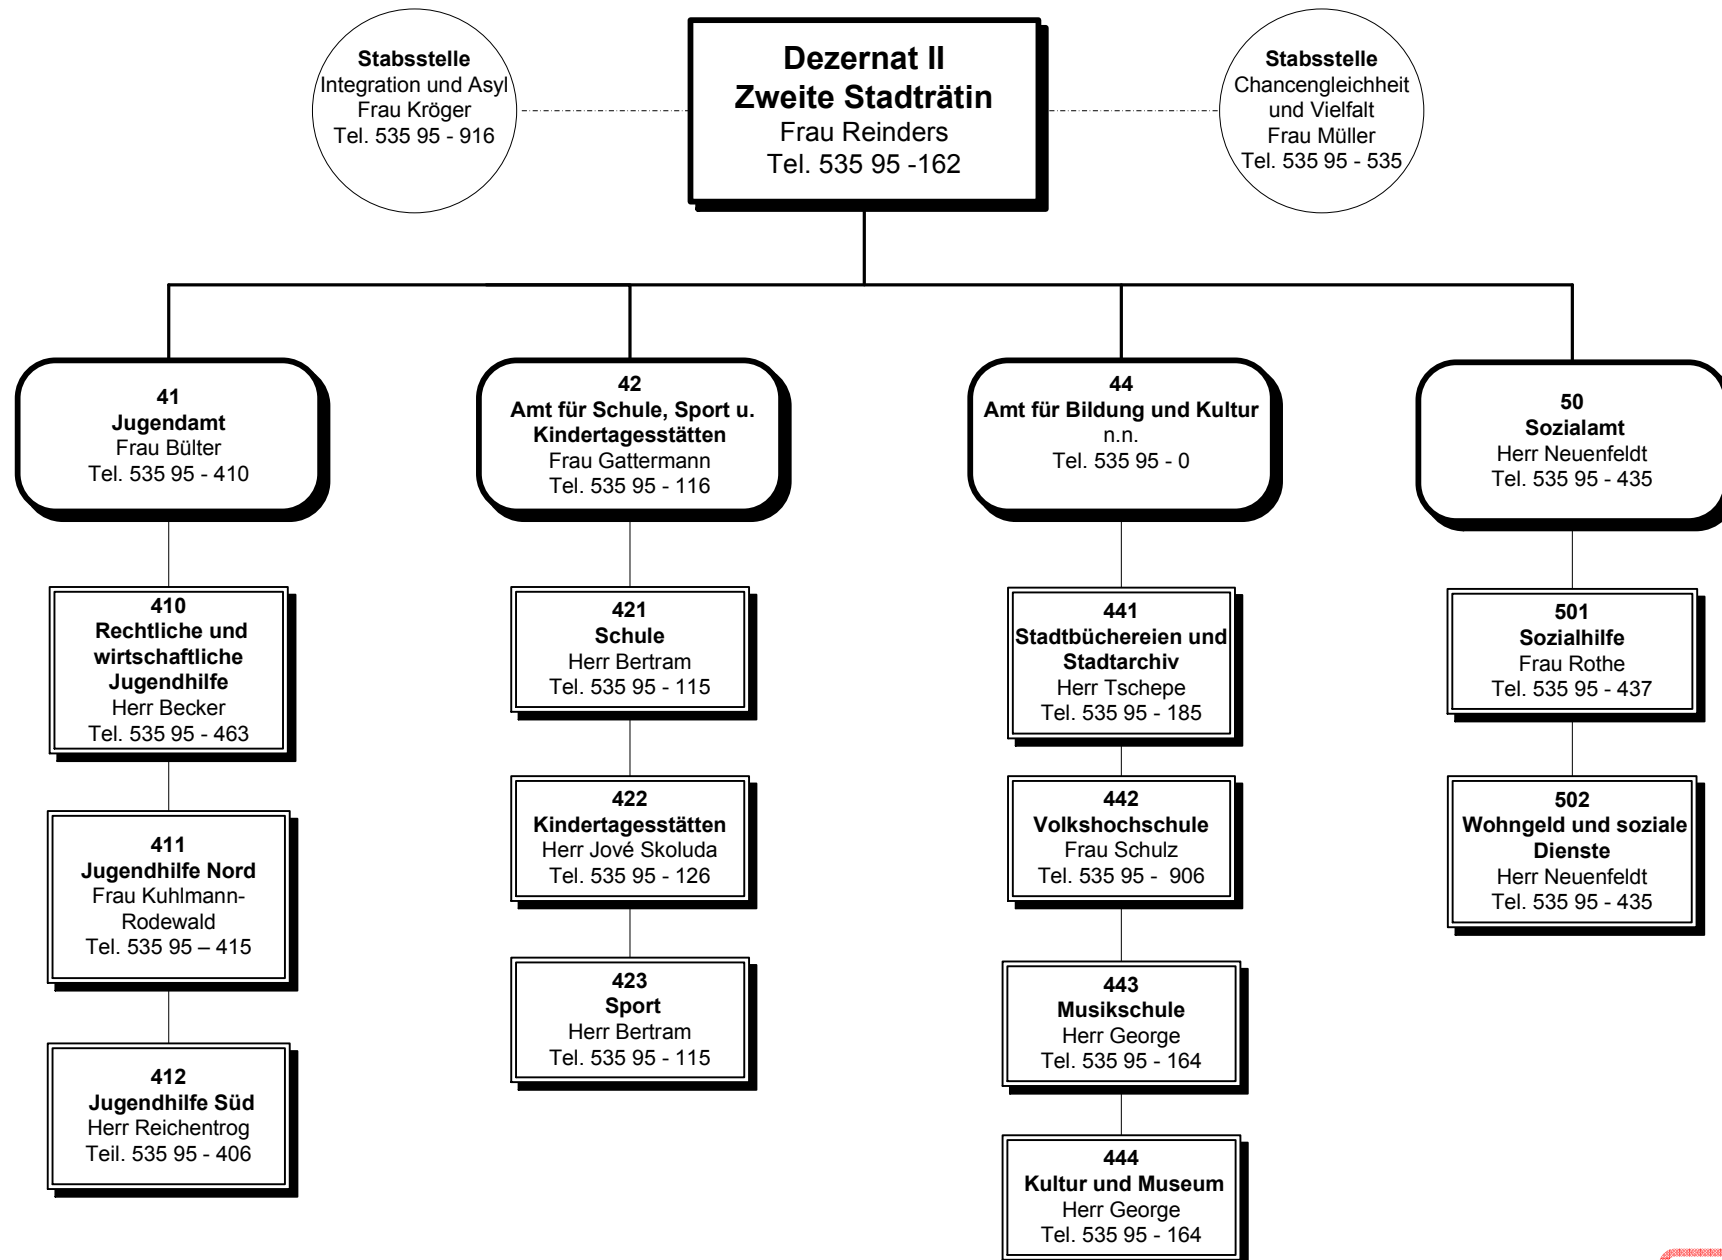 Stabsstelle
Integration und Asyl
Frau Kröger
Tel. 535 95 - 916
Dezernat II
Zweite Stadträtin
Frau Reinders
Tel. 535 95 -162
Stabsstelle
Chancengleichheit
und Vielfalt
Frau Müller
Tel. 535 95 - 535
41
Jugendamt
Frau Bülter
Tel. 535 95 - 410
42
Amt für Schule, Sport u.
Kindertagesstätten
Frau Gattermann
Tel. 535 95 - 116
44
Amt für Bildung und Kultur
n.n.
Tel. 535 95 - 0
50
Sozialamt
Herr Neuenfeldt
Tel. 535 95 - 435
410
Rechtliche und
wirtschaftliche
Jugendhilfe
Herr Becker
Tel. 535 95 - 463
411
Jugendhilfe Nord
Frau Kuhlmann-
Rodewald
Tel. 535 95 – 415
412
Jugendhilfe Süd
Herr Reichentrog
Teil. 535 95 - 406
421
Schule
Herr Bertram
Tel. 535 95 - 115
422
Kindertagesstätten
Herr Jové Skoluda
Tel. 535 95 - 126
423
Sport
Herr Bertram
Tel. 535 95 - 115
441
Stadtbüchereien und
Stadtarchiv
Herr Tschepe
Tel. 535 95 - 185
442
Volkshochschule
Frau Schulz
Tel. 535 95 -  906
443
Musikschule
Herr George
Tel. 535 95 - 164
444
Kultur und Museum
Herr George
Tel. 535 95 - 164
501
Sozialhilfe
Frau Rothe
Tel. 535 95 - 437
502
Wohngeld und soziale
Dienste
Herr Neuenfeldt
Tel. 535 95 - 435